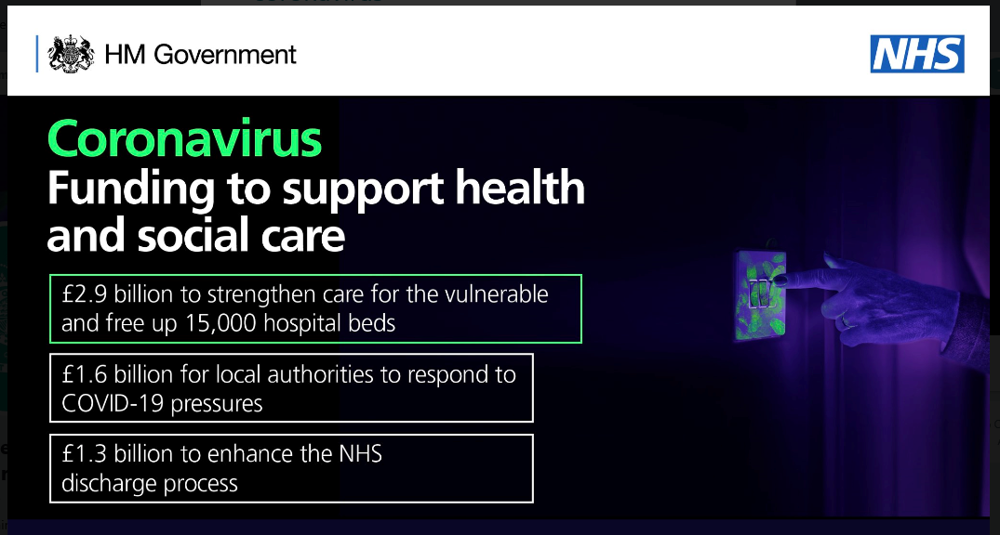 HM Government
NHS
Coronavirus
Funding to support health
and social care
£2.9 billion to strengthen care for the vulnerable
and free up 15,000 hospital beds
£1.6 billion for local authorities to respond to
COVID-19 pressures
£1.3 billion to enhance the NHS
discharge process